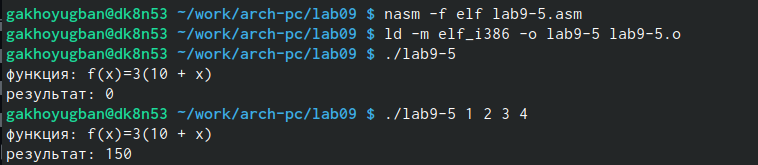 gakhoyugban@dk8n53 ~/work/arch-pc/lab09 $ nasm -f elf lab9-5.asm
gakhoyugban@dk8n53 ~/work/arch-pc/lab09 $ ld -m elf_i386 -o lab9-5 lab9-5.o
gakhoyugban@dk8n53 ~/work/arch-pc/lab09 $ ./lab9-5
функция: f(x)=3(10 + x)
результат: 0
gakhoyugban@dk8n53 ~/work/arch-pc/lab09 $ ./lab9-5 1 2 3 4
функция: f(x)=3(10 + x)
результат: 150